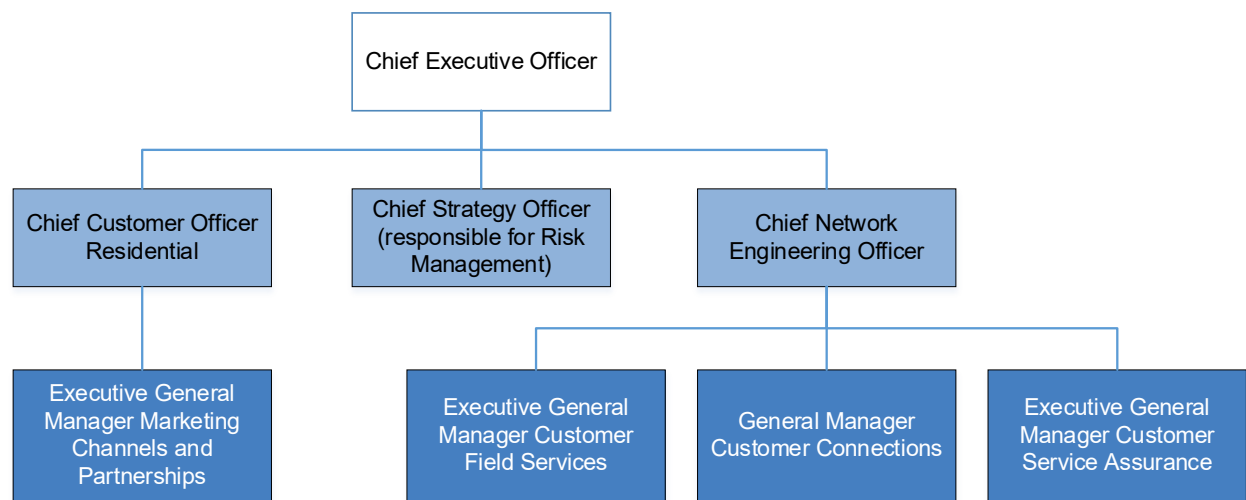 Chief Executive Officer
Chief Customer Officer
Residential
Chief Strategy Officer
(responsible for Risk
Management)
Chief Network
Engineering Officer
Executive General
Manager Marketing
Channels and
Partnerships
Executive General
Manager Customer
Field Services
General Manager
Customer Connections
Executive General
Manager Customer
Service Assurance